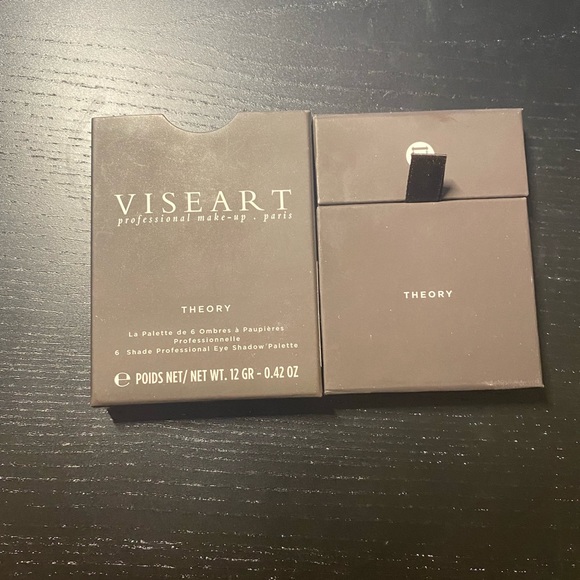 VISEART
professional make-up . paris
THEORY
La Palette de 6 Ombres à Paupières
Professionnelle
6 Shade Professional Eye Shadow Palette
℮ POIDS NET/ NET WT. 12 GR - 0.42 OZ
THEORY